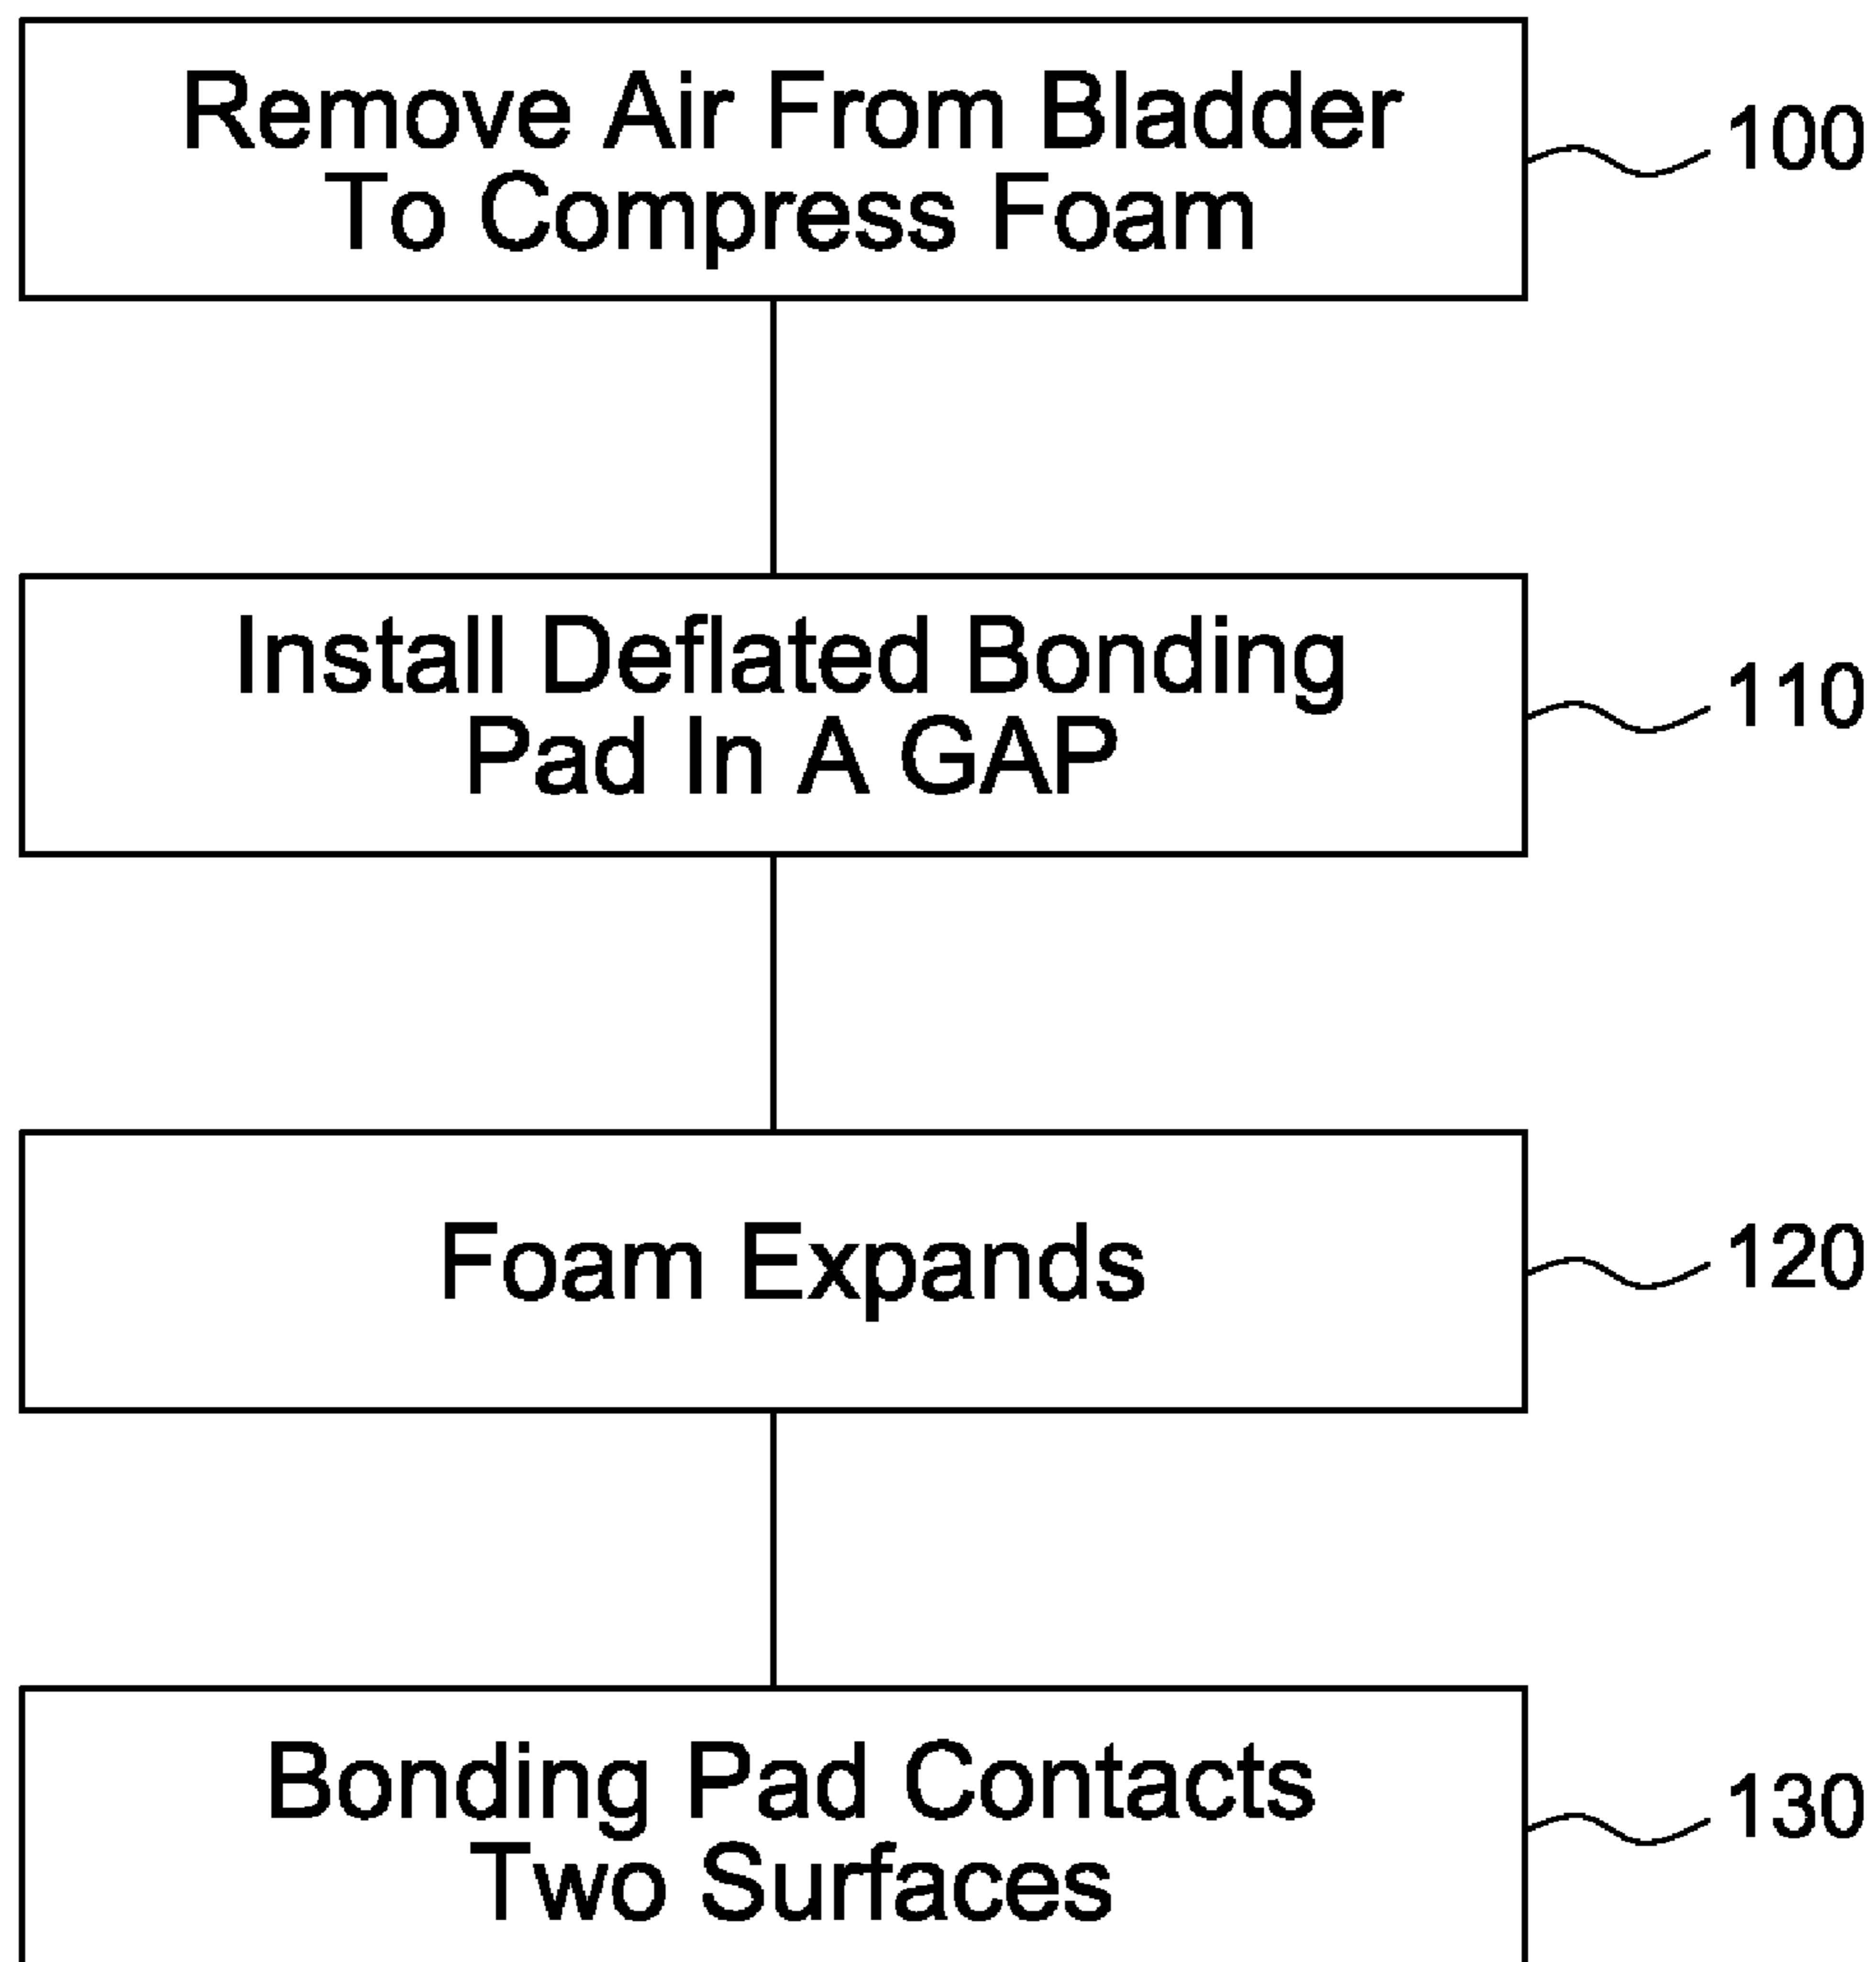 Remove Air From Bladder
To Compress Foam
100
Install Deflated Bonding
Pad In A GAP
110
Foam Expands
120
Bonding Pad Contacts
Two Surfaces
130